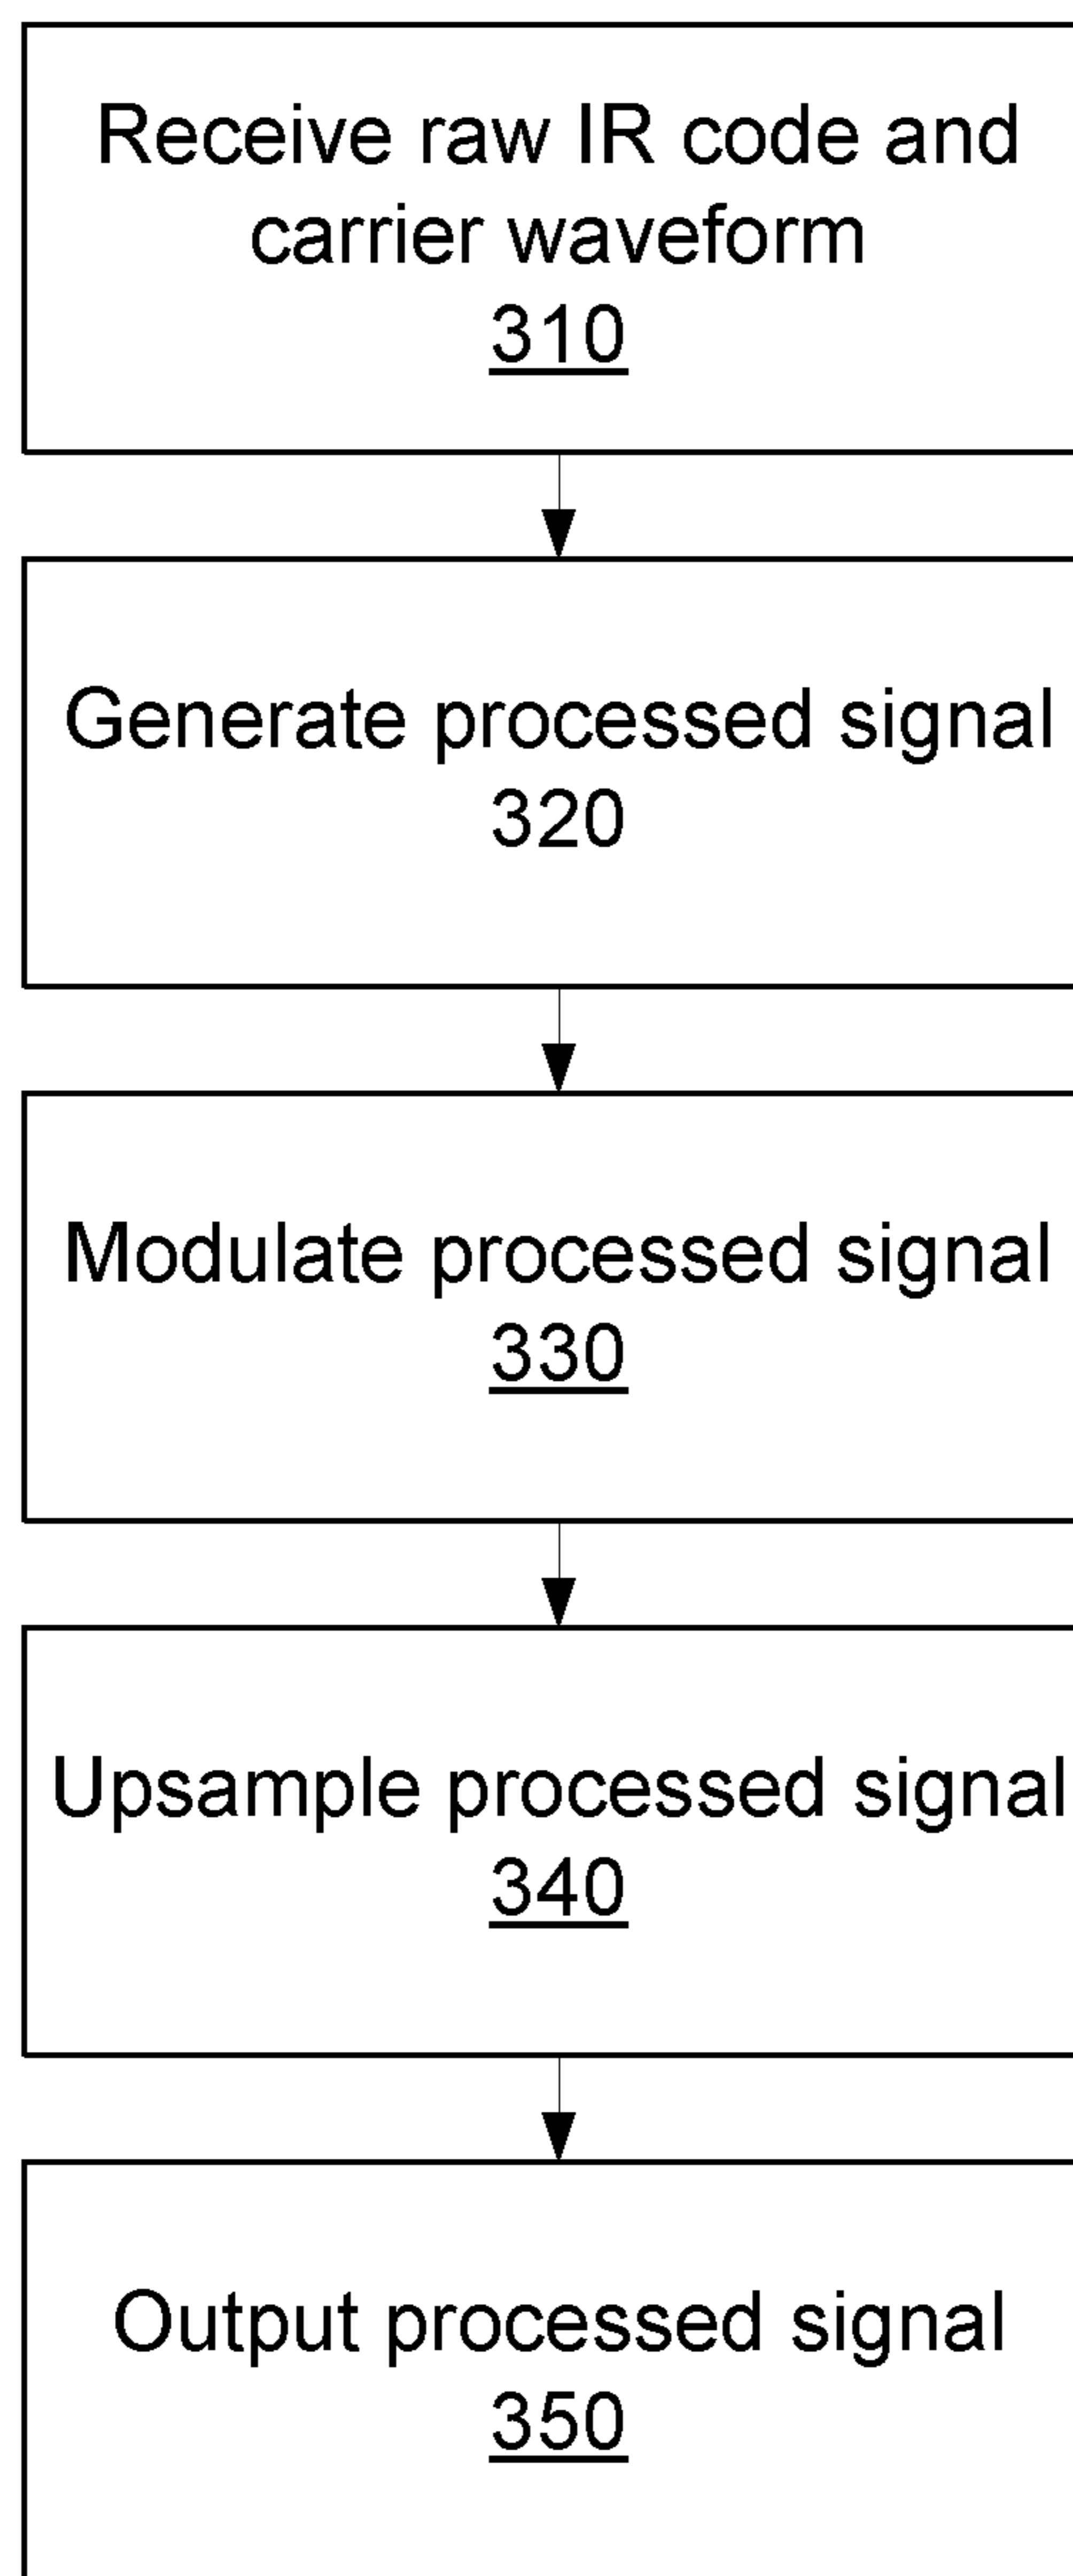 Receive raw IR code and
carrier waveform
310
Generate processed signal
320
Modulate processed signal
330
Upsample processed signal
340
Output processed signal
350